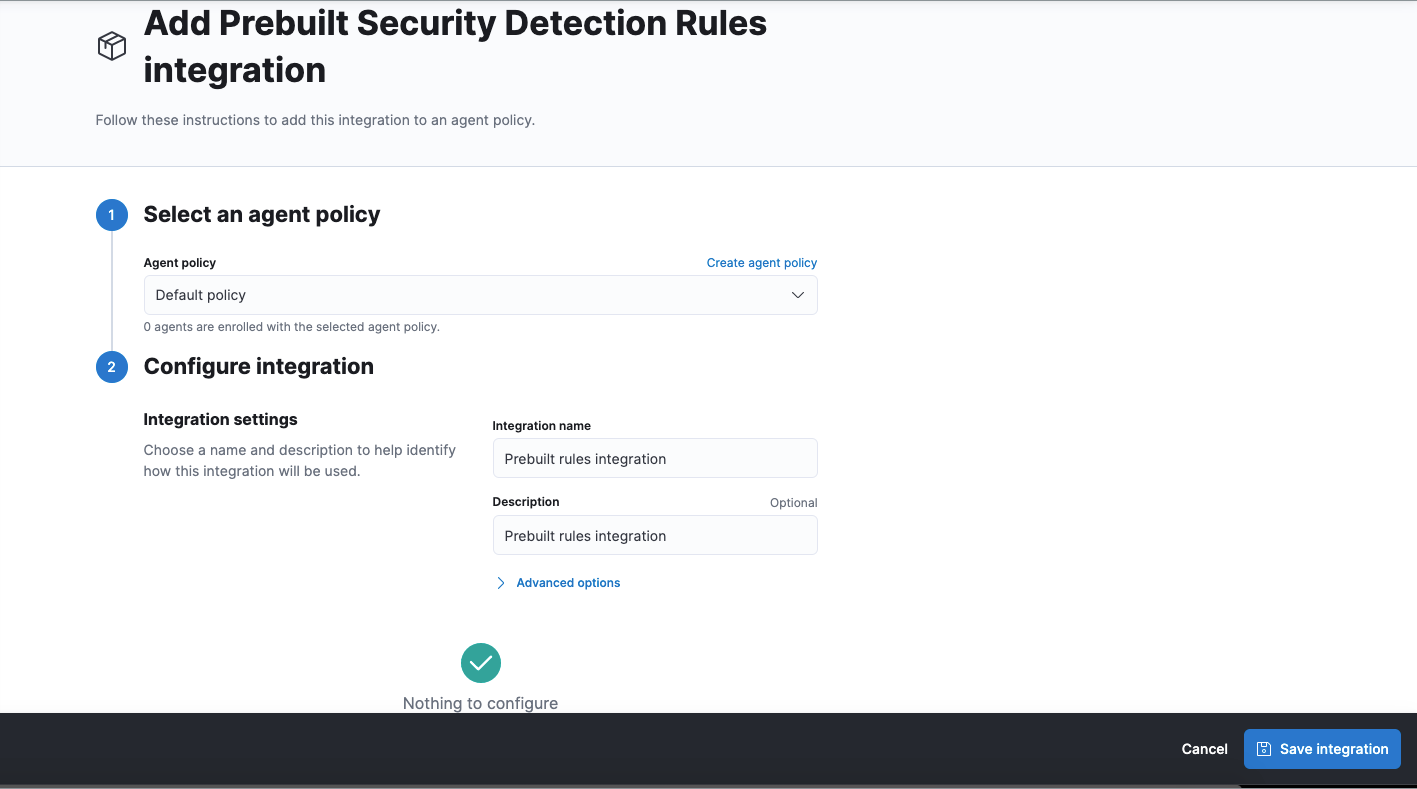 Add Prebuilt Security Detection Rules
integration
Follow these instructions to add this integration to an agent policy.
1 Select an agent policy
Agent policy Create agent policy
Default policy
0 agents are enrolled with the selected agent policy.
2 Configure integration
Integration settings
Choose a name and description to help identify
how this integration will be used.
Integration name
Prebuilt rules integration
Description Optional
Prebuilt rules integration
Advanced options
Nothing to configure
Cancel Save integration